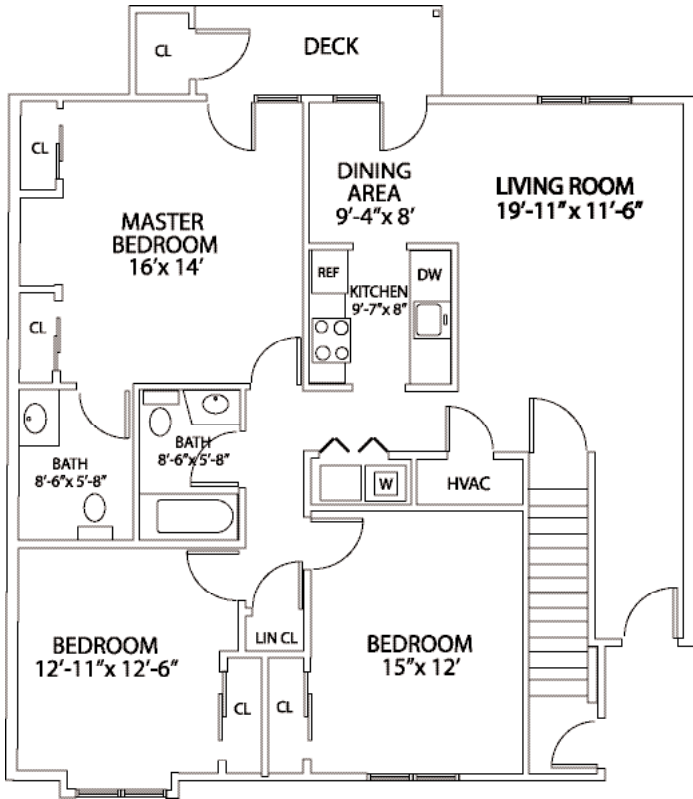 CL
DECK
CL
MASTER
BEDROOM
16'x 14'
DINING
AREA
9'-4"x 8'
LIVING ROOM
19'-11"x 11'-6"
REF
DW
KITCHEN
9'-7"x 8"
CL
BATH
8'-6"x 5'-8"
BATH
8'-6"x 5'-8"
W
HVAC
BEDROOM
12'-11"x 12'-6"
LIN CL
BEDROOM
15"x 12'
CL
CL